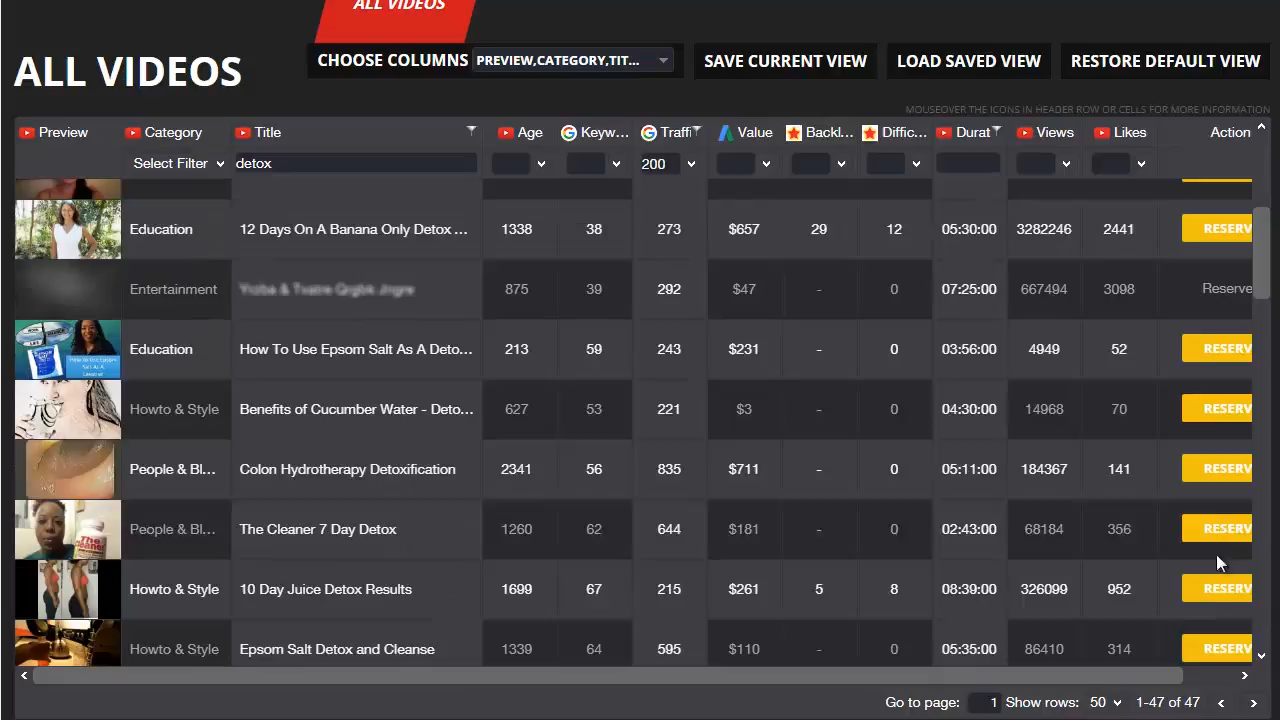 ALL VIDEOS
ALL VIDEOS
CHOOSE COLUMNS PREVIEW,CATEGORY,TIT... SAVE CURRENT VIEW LOAD SAVED VIEW RESTORE DEFAULT VIEW
MOUSEOVER THE ICONS IN HEADER ROW OR CELLS FOR MORE INFORMATION
Preview Category Title Age Keyw... Traffi Value Backl... Diffic... Durat Views Likes Action
Select Filter detox 200
Education 12 Days On A Banana Only Detox ... 1338 38 273 $657 29 12 05:30:00 3282246 2441 RESERV
Entertainment 875 39 292 $47 - 0 07:25:00 667494 3098 Reserve
Education How To Use Epsom Salt As A Deto... 213 59 243 $231 - 0 03:56:00 4949 52 RESERV
Howto & Style Benefits of Cucumber Water - Deto... 627 53 221 $3 - 0 04:30:00 14968 70 RESERV
People & Bl... Colon Hydrotherapy Detoxification 2341 56 835 $711 - 0 05:11:00 184367 141 RESERV
People & Bl... The Cleaner 7 Day Detox 1260 62 644 $181 - 0 02:43:00 68184 356 RESERV
Howto & Style 10 Day Juice Detox Results 1699 67 215 $261 5 8 08:39:00 326099 952 RESERV
Howto & Style Epsom Salt Detox and Cleanse 1339 64 595 $110 - 0 05:35:00 86410 314 RESERV
Go to page: 1 Show rows: 50 1-47 of 47